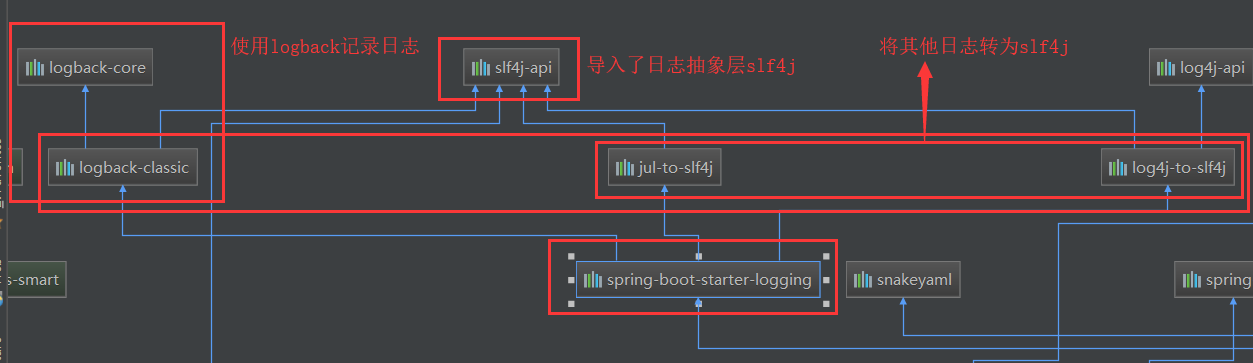 使用logback记录日志
将其他日志转为slf4j
logback-core
slf4j-api
导入了日志抽象层slf4j
log4j-api
logback-classic
jul-to-slf4j
log4j-to-slf4j
s-smart
spring-boot-starter-logging
snakeyaml
spring